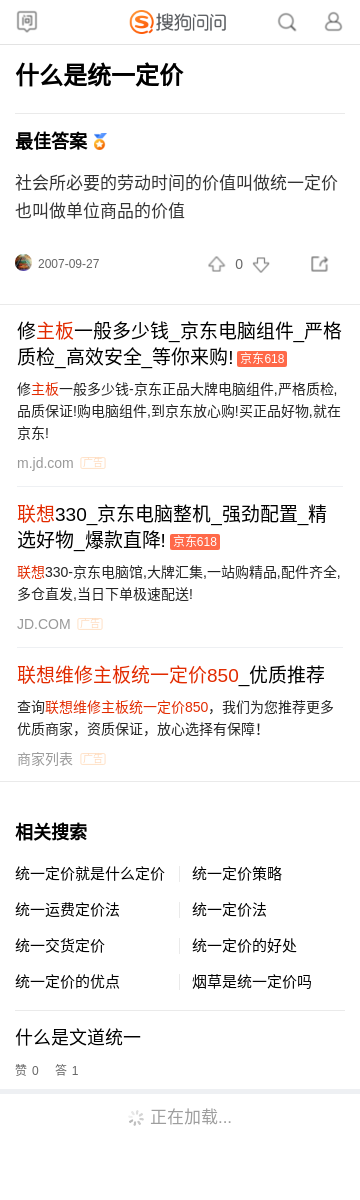 问
搜狗问问
什么是统一定价
最佳答案
社会所必要的劳动时间的价值叫做统一定价
也叫做单位商品的价值
2007-09-27
0
修主板一般多少钱_京东电脑组件_严格
质检_高效安全_等你来购! 京东618
修主板一般多少钱-京东正品大牌电脑组件,严格质检,
品质保证!购电脑组件,到京东放心购!买正品好物,就在
京东!
m.jd.com 广告
联想330_京东电脑整机_强劲配置_精
选好物_爆款直降! 京东618
联想330-京东电脑馆,大牌汇集,一站购精品,配件齐全,
多仓直发,当日下单极速配送!
JD.COM 广告
联想维修主板统一定价850_优质推荐
查询联想维修主板统一定价850，我们为您推荐更多
优质商家，资质保证，放心选择有保障！
商家列表 广告
相关搜索
统一定价就是什么定价 统一定价策略
统一运费定价法 统一定价法
统一交货定价 统一定价的好处
统一定价的优点 烟草是统一定价吗
什么是文道统一
赞 0 答 1
正在加载...